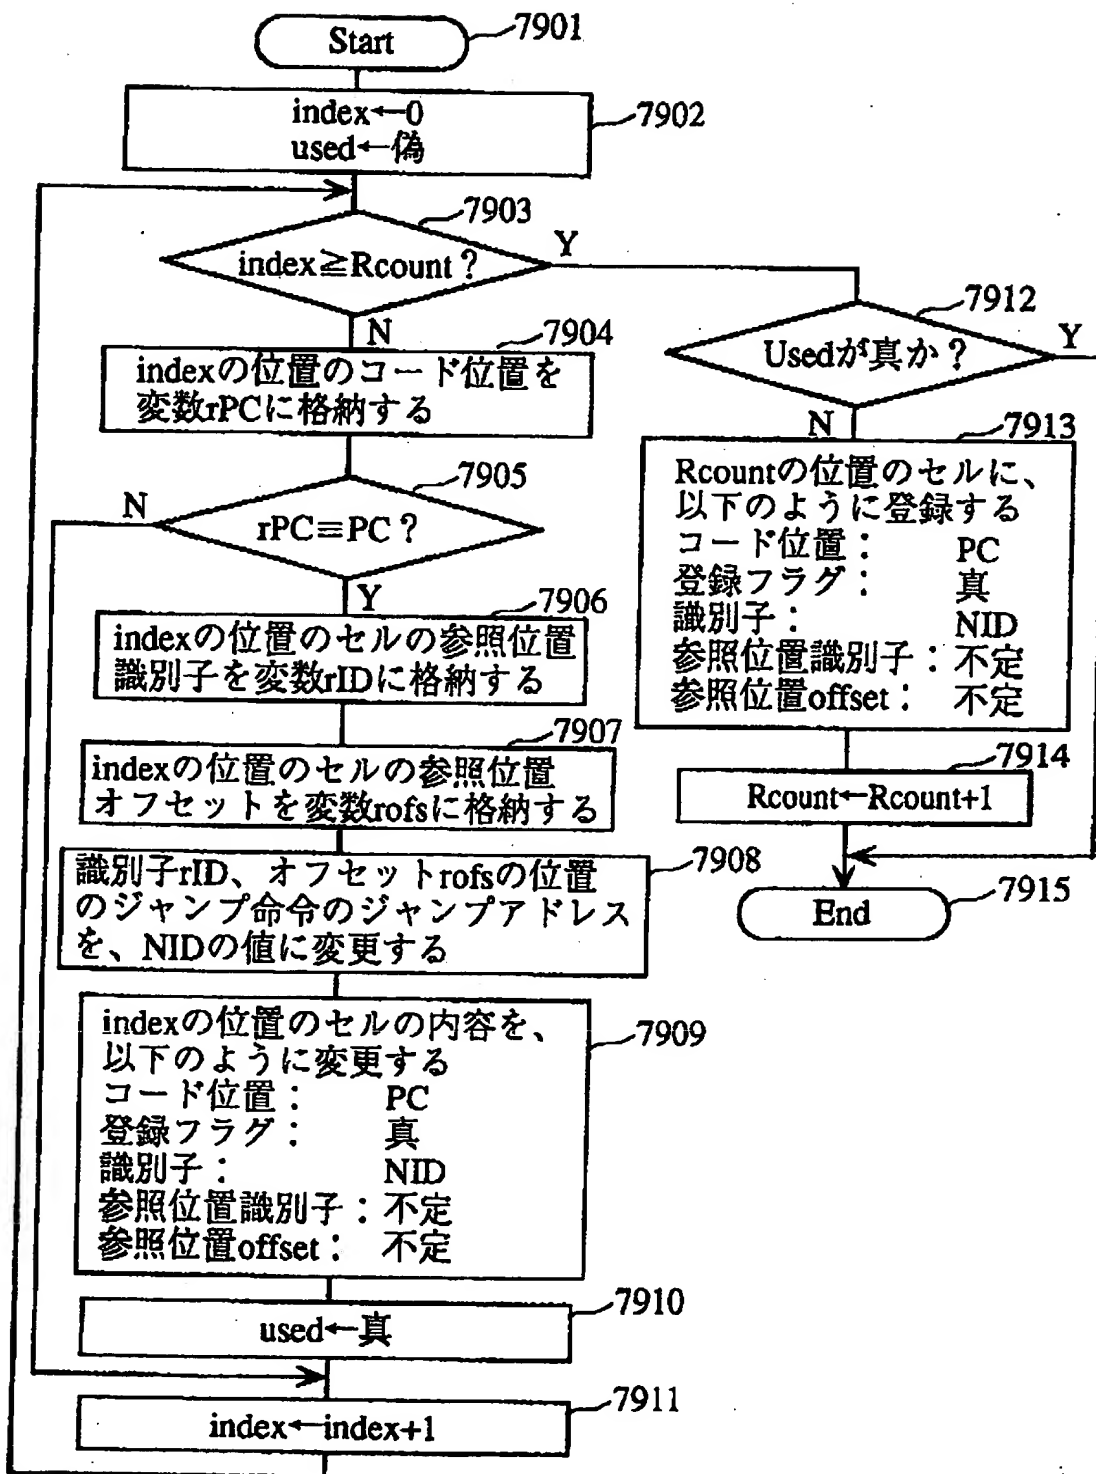 Start
7901
index←0
used←偽
7902
7903
index≧Rcount?
Y
N
7904
indexの位置のコード位置を
変数rPCに格納する
7905
N
rPC≡PC?
Y
7906
indexの位置のセルの参照位置
識別子を変数rIDに格納する
7907
indexの位置のセルの参照位置
オフセットを変数rofsに格納する
7908
識別子rID、オフセットrofsの位置
のジャンプ命令のジャンプアドレス
を、NIDの値に変更する
7909
indexの位置のセルの内容を、
以下のように変更する
コード位置: PC
登録フラグ: 真
識別子: NID
参照位置識別子: 不定
参照位置offset: 不定
7910
used←真
7911
index←index+1
7912
Usedが真か?
Y
N
7913
Rcountの位置のセルに、
以下のように登録する
コード位置: PC
登録フラグ: 真
識別子: NID
参照位置識別子: 不定
参照位置offset: 不定
7914
Rcount←Rcount+1
End
7915